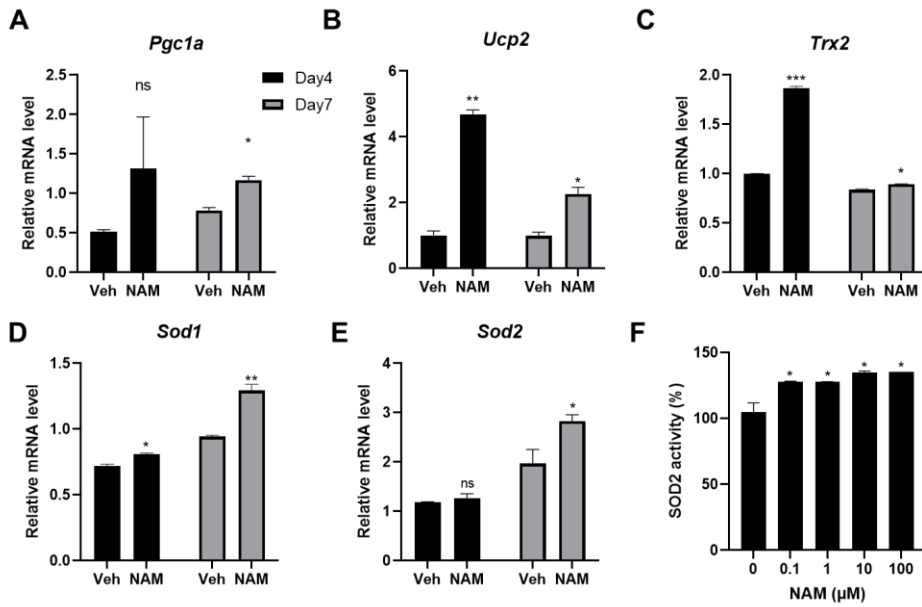 A
Pgc1a
Relative mRNA level
2.5
2.0
1.5
1.0
0.5
0.0
ns
*
Veh NAM Veh NAM
Day4
Day7
B
Ucp2
Relative mRNA level
6
4
2
0
**
*
Veh NAM Veh NAM
C
Trx2
Relative mRNA level
2.0
1.5
1.0
0.5
0.0
***
*
Veh NAM Veh NAM
D
Sod1
Relative mRNA level
1.5
1.0
0.5
0.0
*
**
Veh NAM Veh NAM
E
Sod2
Relative mRNA level
4
3
2
1
0
ns
*
Veh NAM Veh NAM
F
SOD2 activity (%)
150
100
50
0
* * * *
0 0.1 1 10 100
NAM (μM)